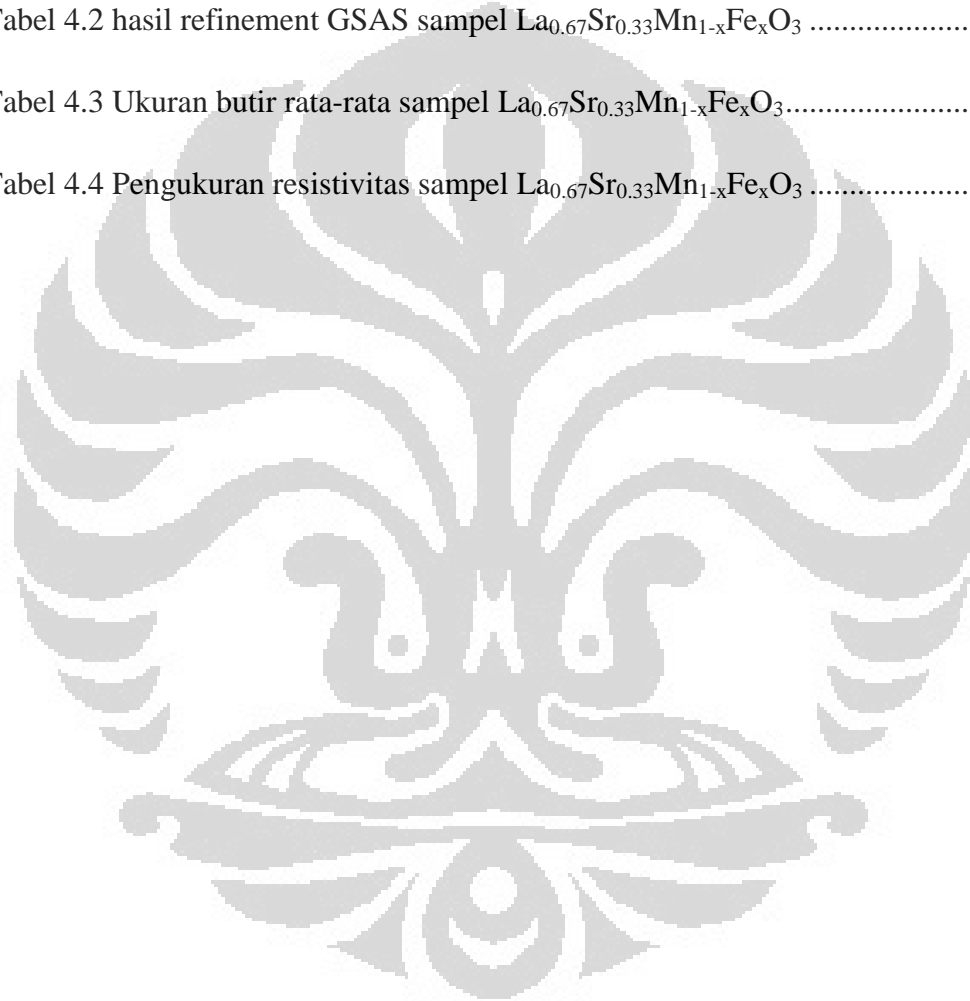 Tabel 4.2 hasil refinement GSAS sampel La0.67Sr0.33Mn1-xFexO3 ....................
Tabel 4.3 Ukuran butir rata-rata sampel La0.67Sr0.33Mn1-xFexO3.......................
Tabel 4.4 Pengukuran resistivitas sampel La0.67Sr0.33Mn1-xFexO3 ....................